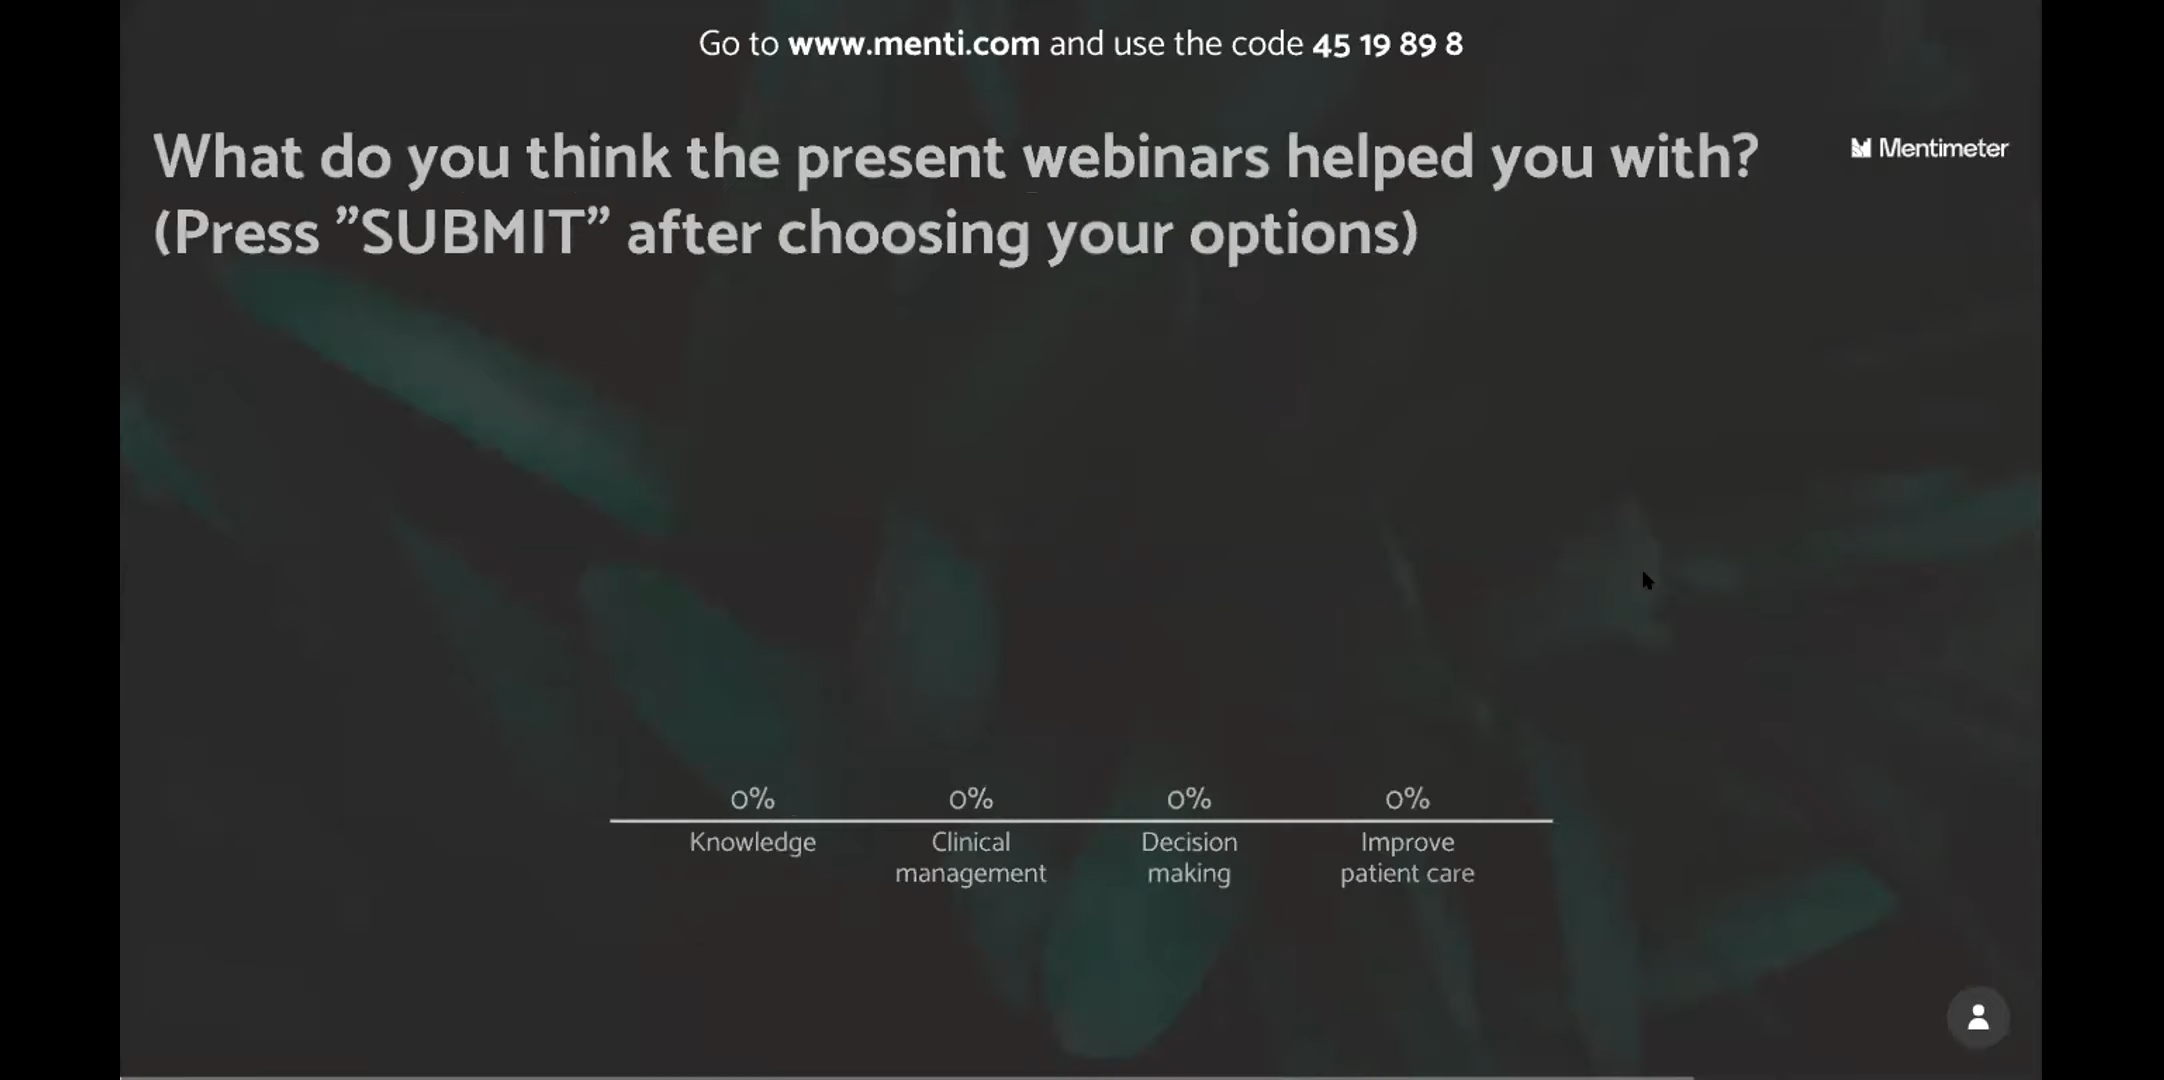 Go to www.menti.com and use the code 45 19 89 8
What do you think the present webinars helped you with?
Mentimeter
(Press ”SUBMIT” after choosing your options)
0% 0% 0% 0%
Knowledge Clinical Decision Improve
management making patient care